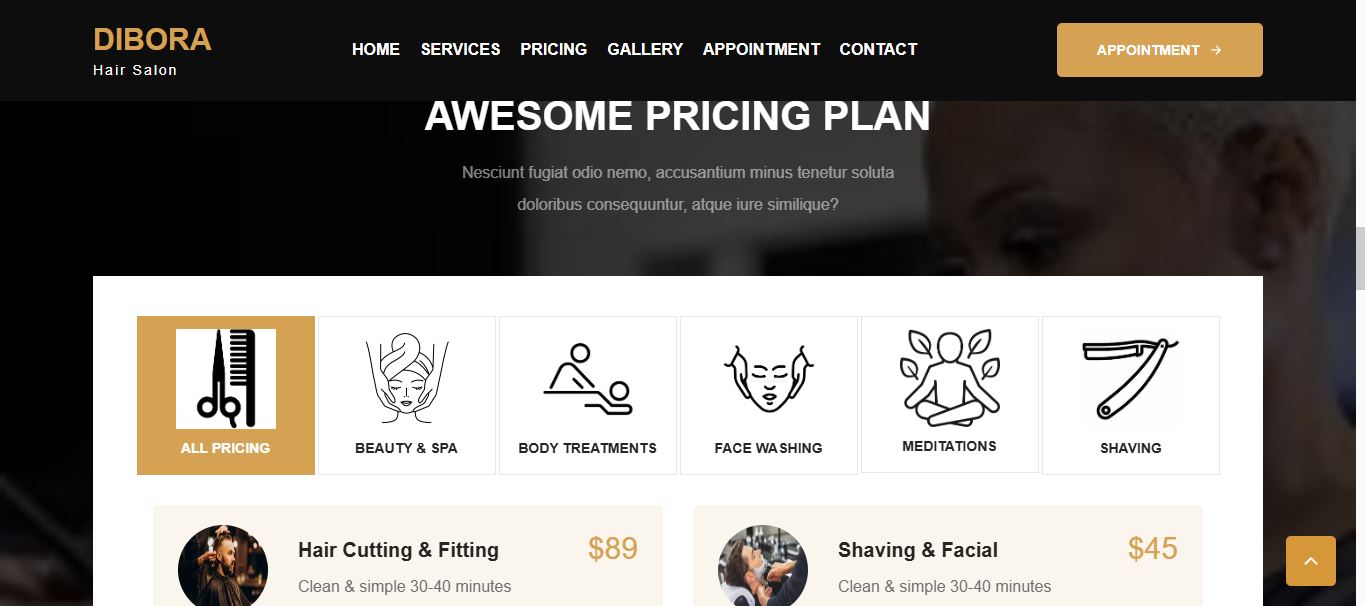 DIBORA
Hair Salon
HOME SERVICES PRICING GALLERY APPOINTMENT CONTACT
APPOINTMENT →
AWESOME PRICING PLAN
Nesciunt fugiat odio nemo, accusantium minus tenetur soluta
doloribus consequuntur, atque iure similique?
ALL PRICING
BEAUTY & SPA
BODY TREATMENTS
FACE WASHING
MEDITATIONS
SHAVING
Hair Cutting & Fitting $89
Clean & simple 30-40 minutes
Shaving & Facial $45
Clean & simple 30-40 minutes